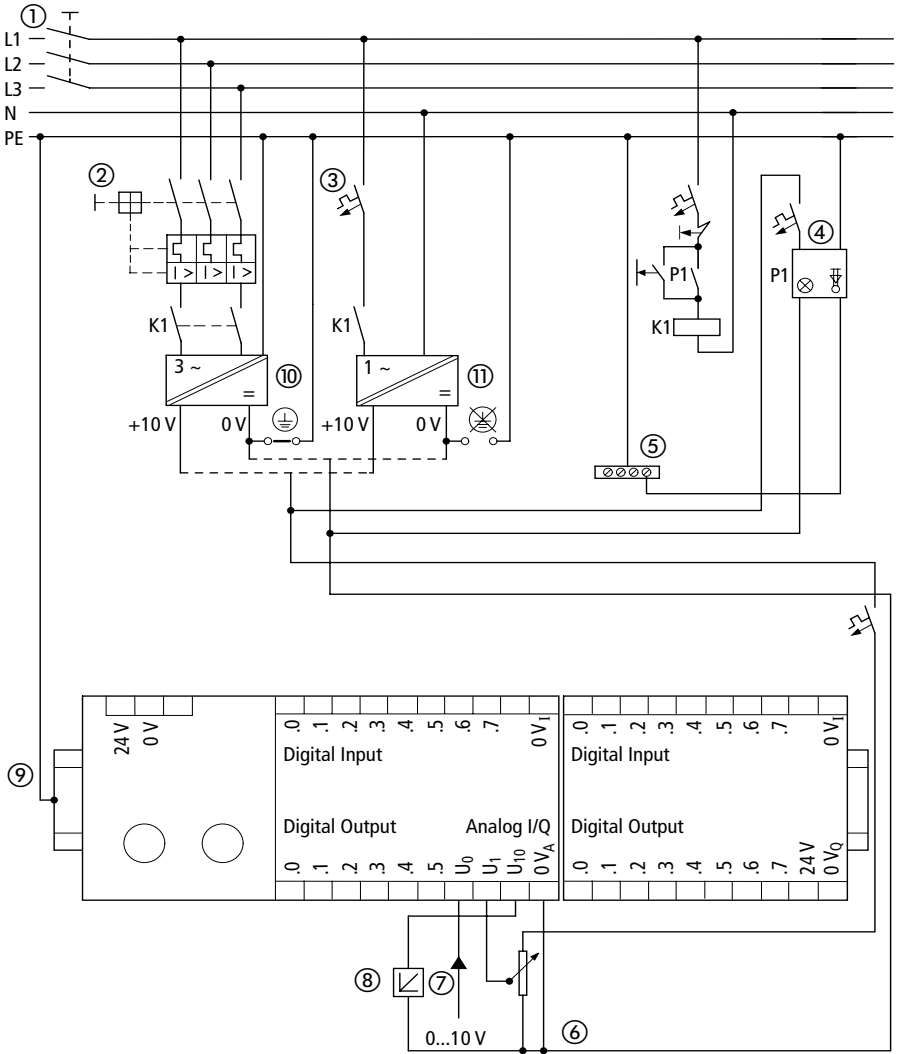 ①
L1
L2
L3
N
PE
② ③ ④
P1 P1
I > I > I >
K1 K1 K1
3 ~ ⑩ 1 ~ ⑪
= =
+10 V 0 V +10 V 0 V
⑤
24 V 0 V .0 .1 .2 .3 .4 .5 .6 .7 0 VI .0 .1 .2 .3 .4 .5 .6 .7 0 VI
Digital Input Digital Input
⑨
Digital Output Analog I/Q Digital Output
.0 .1 .2 .3 .4 .5 U0 U1 U10 0 VA .0 .1 .2 .3 .4 .5 .6 .7 24 V 0 VQ
⑧ ⑦
0...10 V ⑥